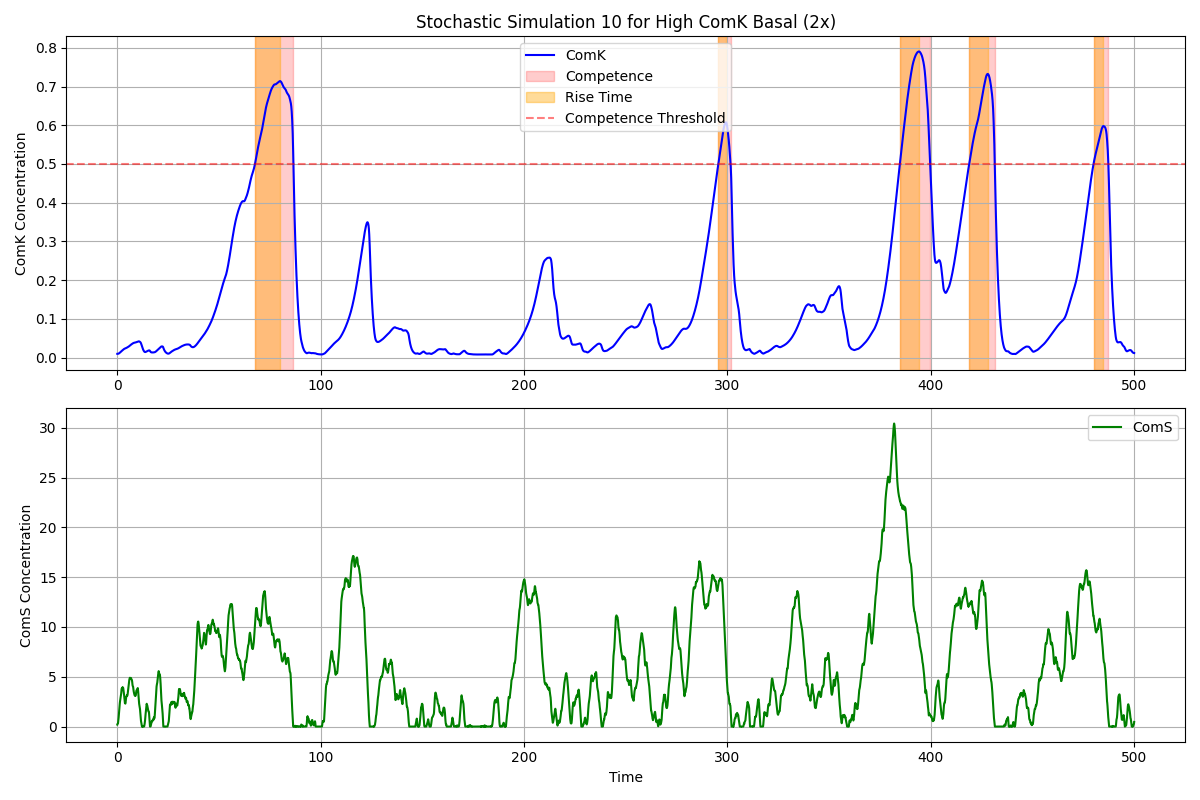 Stochastic Simulation 10 for High ComK Basal (2x)
ComK Concentration
0.8
0.7
0.6
0.5
0.4
0.3
0.2
0.1
0.0
ComK
Competence
Rise Time
Competence Threshold
0 100 200 300 400 500
ComS Concentration
30
25
20
15
10
5
0
ComS
0 100 200 300 400 500
Time